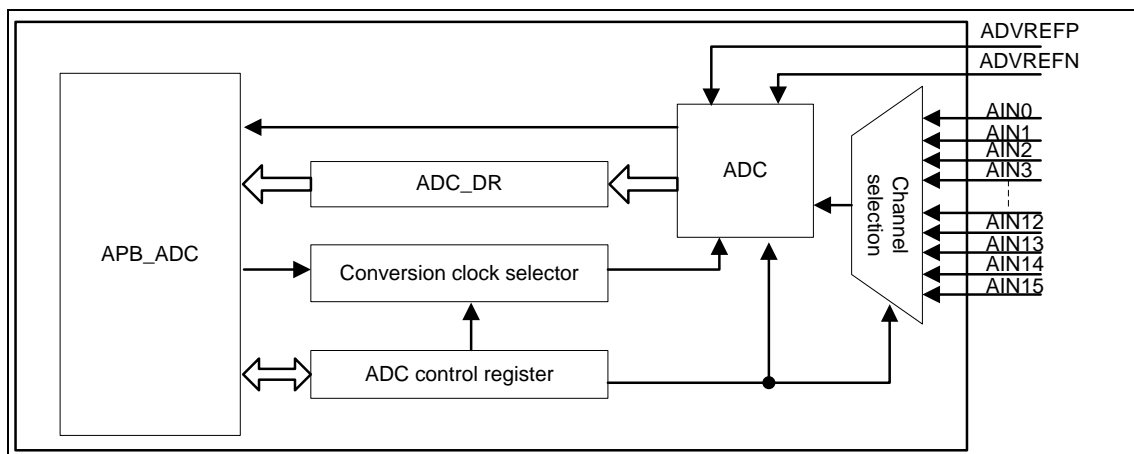 ADVREFP
ADVREFN
AIN0
AIN1
AIN2
AIN3
AIN12
AIN13
AIN14
AIN15
Channel
selection
ADC
ADC_DR
APB_ADC
Conversion clock selector
ADC control register